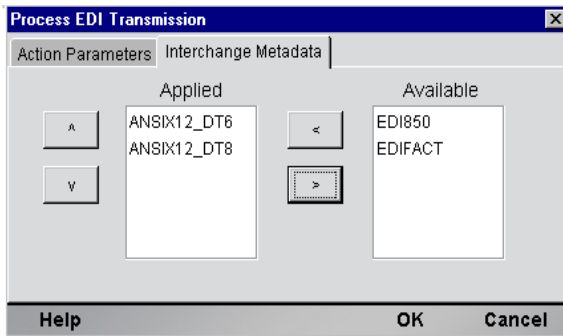 Process EDI Transmission
Action Parameters Interchange Metadata
Applied Available
^ ANSIX12_DT6 < EDI850
ANSIX12_DT8 EDIFACT
v >
Help OK Cancel